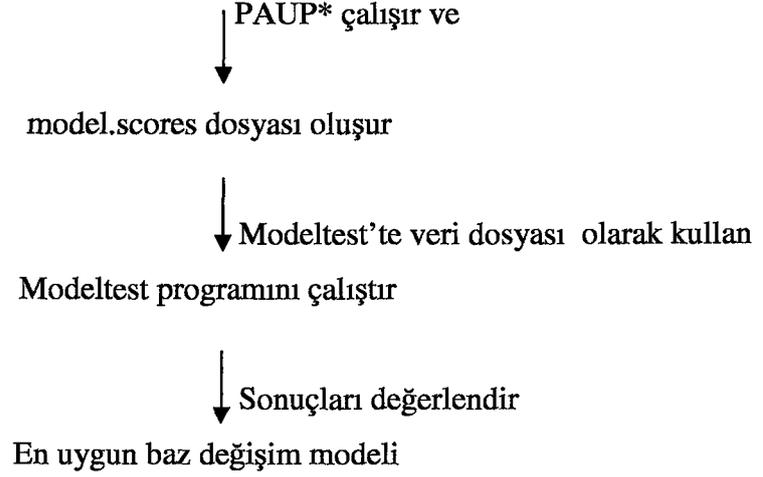 PAUP* çalışır ve
model.scores dosyası oluşur
Modeltest'te veri dosyası olarak kullan
Modeltest programını çalıştır
Sonuçları değerlendir
En uygun baz değişim modeli